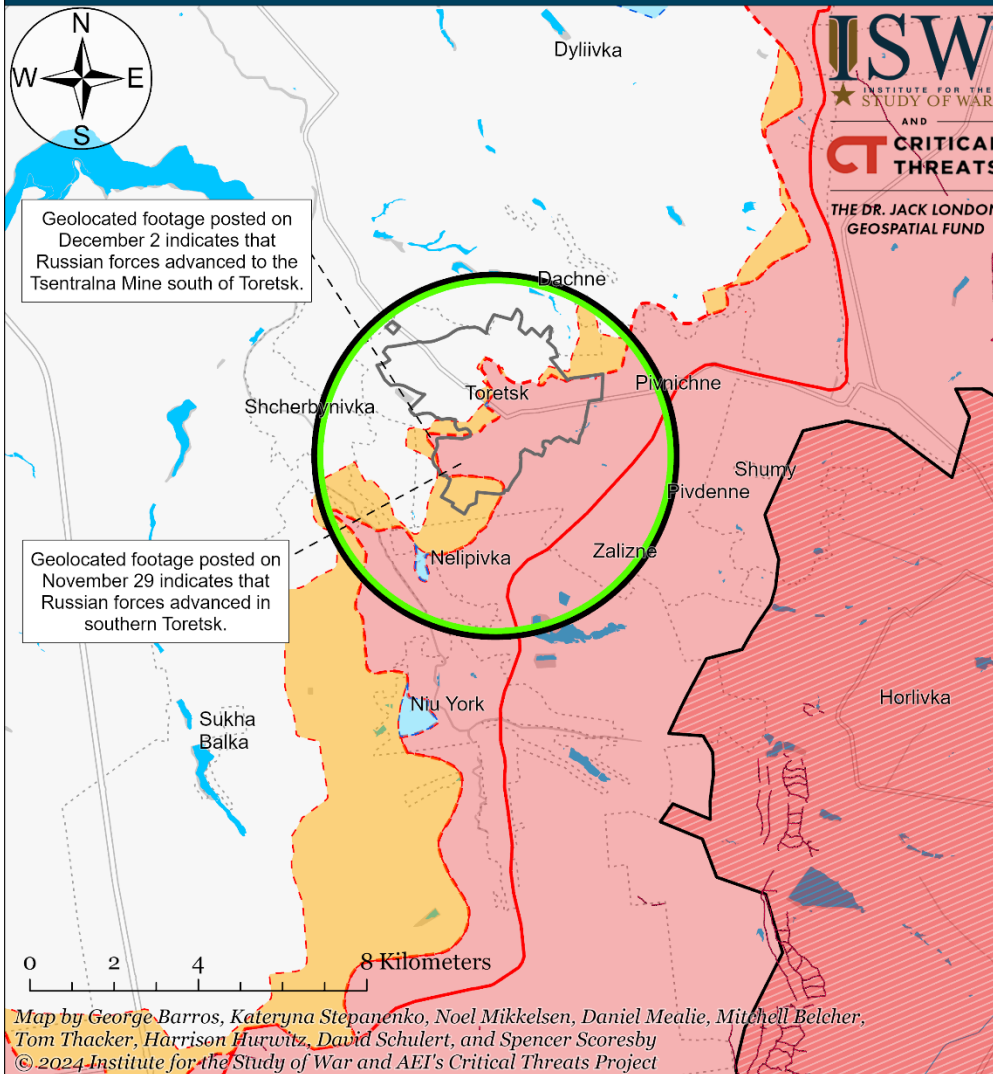 N
W
E
S
Dyliivka
ISW
INSTITUTE FOR THE
STUDY OF WAR
AND
CT CRITICAL
THREATS
THE DR. JACK LONDON
GEOSPATIAL FUND
Geolocated footage posted on
December 2 indicates that
Russian forces advanced to the
Tsentralna Mine south of Toretsk.
Dachne
Toretsk
Pivnichne
Shcherbynivka
Shumy
Pivdenne
Zalizne
Nelipivka
Geolocated footage posted on
November 29 indicates that
Russian forces advanced in
southern Toretsk.
Niu York
Horlivka
Sukha
Balka
0 2 4 8 Kilometers
Map by George Barros, Kateryna Stepanenko, Noel Mikkelsen, Daniel Mealie, Mitchell Belcher,
Tom Thacker, Harrison Hurwitz, David Schulert, and Spencer Scoresby
© 2024 Institute for the Study of War and AEI's Critical Threats Project